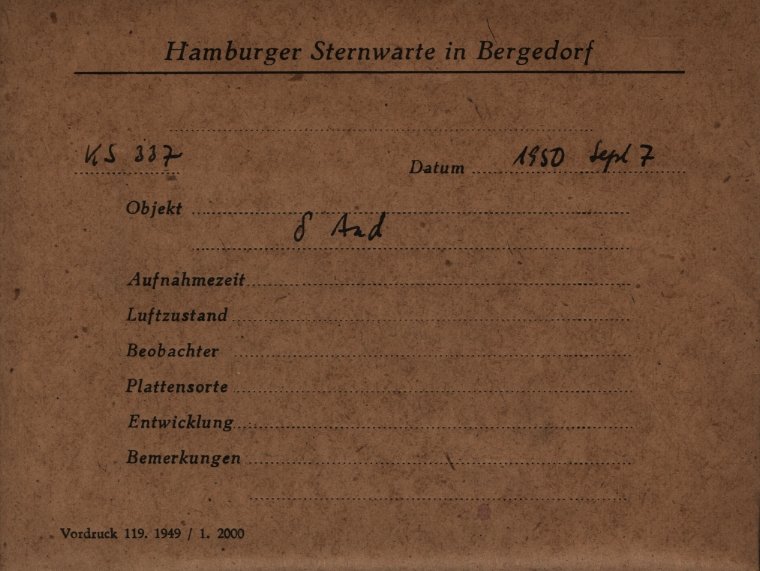 Hamburger Sternwarte in Bergedorf
KS 337
Datum 1950 Sept 7
Objekt
δ And
Aufnahmezeit
Luftzustand
Beobachter
Plattensorte
Entwicklung
Bemerkungen
Vordruck 119. 1949 / 1. 2000